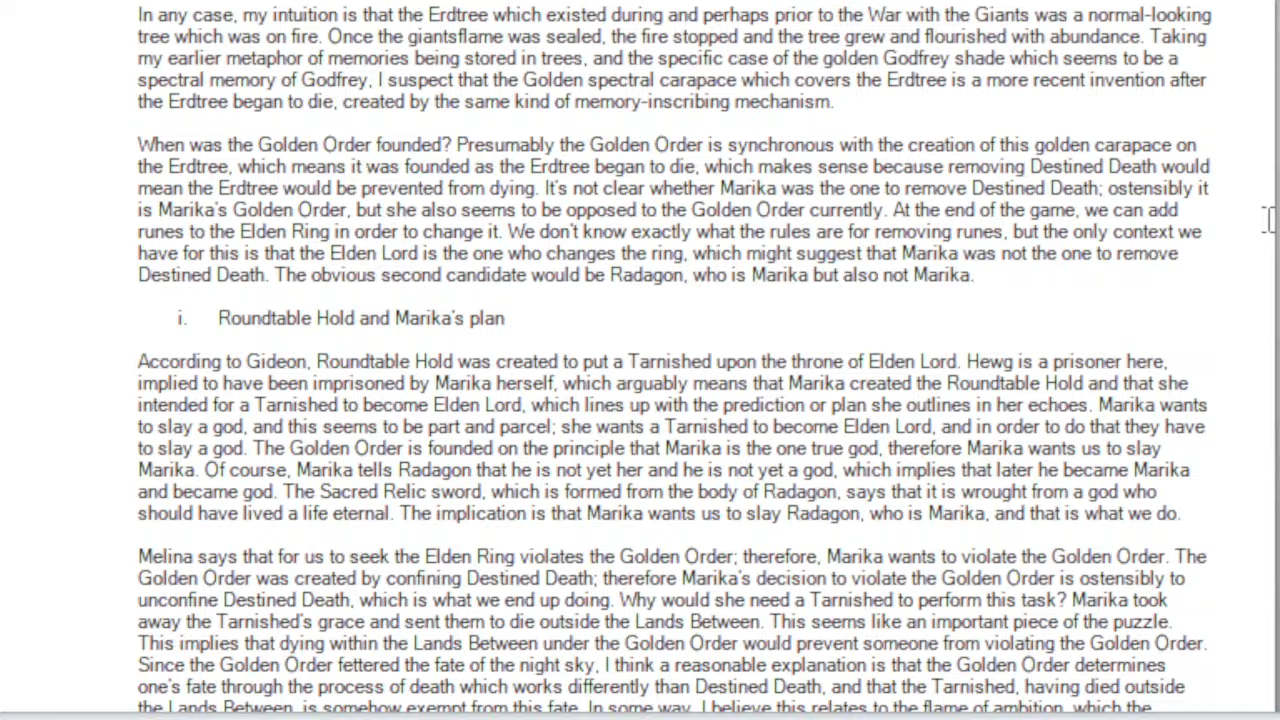 In any case, my intuition is that the Erdtree which existed during and perhaps prior to the War with the Giants was a normal-looking
tree which was on fire. Once the giantsflame was sealed, the fire stopped and the tree grew and flourished with abundance. Taking
my earlier metaphor of memories being stored in trees, and the specific case of the golden Godfrey shade which seems to be a
spectral memory of Godfrey, I suspect that the Golden spectral carapace which covers the Erdtree is a more recent invention after
the Erdtree began to die, created by the same kind of memory-inscribing mechanism.
When was the Golden Order founded? Presumably the Golden Order is synchronous with the creation of this golden carapace on
the Erdtree, which means it was founded as the Erdtree began to die, which makes sense because removing Destined Death would
mean the Erdtree would be prevented from dying. It's not clear whether Marika was the one to remove Destined Death; ostensibly it
is Marika's Golden Order, but she also seems to be opposed to the Golden Order currently. At the end of the game, we can add
runes to the Elden Ring in order to change it. We don't know exactly what the rules are for removing runes, but the only context we
have for this is that the Elden Lord is the one who changes the ring, which might suggest that Marika was not the one to remove
Destined Death. The obvious second candidate would be Radagon, who is Marika but also not Marika.
i. Roundtable Hold and Marika's plan
According to Gideon, Roundtable Hold was created to put a Tarnished upon the throne of Elden Lord. Hewg is a prisoner here,
implied to have been imprisoned by Marika herself, which arguably means that Marika created the Roundtable Hold and that she
intended for a Tarnished to become Elden Lord, which lines up with the prediction or plan she outlines in her echoes. Marika wants
to slay a god, and this seems to be part and parcel; she wants a Tarnished to become Elden Lord, and in order to do that they have
to slay a god. The Golden Order is founded on the principle that Marika is the one true god, therefore Marika wants us to slay
Marika. Of course, Marika tells Radagon that he is not yet her and he is not yet a god, which implies that later he became Marika
and became god. The Sacred Relic sword, which is formed from the body of Radagon, says that it is wrought from a god who
should have lived a life eternal. The implication is that Marika wants us to slay Radagon, who is Marika, and that is what we do.
Melina says that for us to seek the Elden Ring violates the Golden Order; therefore, Marika wants to violate the Golden Order. The
Golden Order was created by confining Destined Death; therefore Marika's decision to violate the Golden Order is ostensibly to
unconfine Destined Death, which is what we end up doing. Why would she need a Tarnished to perform this task? Marika took
away the Tarnished's grace and sent them to die outside the Lands Between. This seems like an important piece of the puzzle.
This implies that dying within the Lands Between under the Golden Order would prevent someone from violating the Golden Order.
Since the Golden Order fettered the fate of the night sky, I think a reasonable explanation is that the Golden Order determines
one's fate through the process of death which works differently than Destined Death, and that the Tarnished, having died outside
the Lands Between, is somehow exempt from this fate. In some way, I believe this relates to the flame of ambition, which the